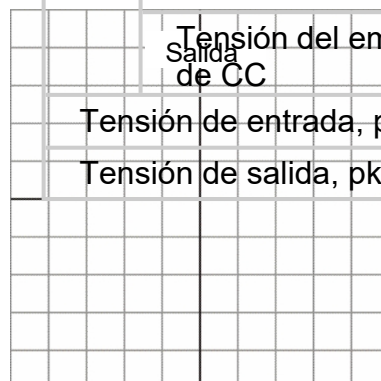 Tensión del em
Salida
de CC
Tensión de entrada, p
Tensión de salida, pk